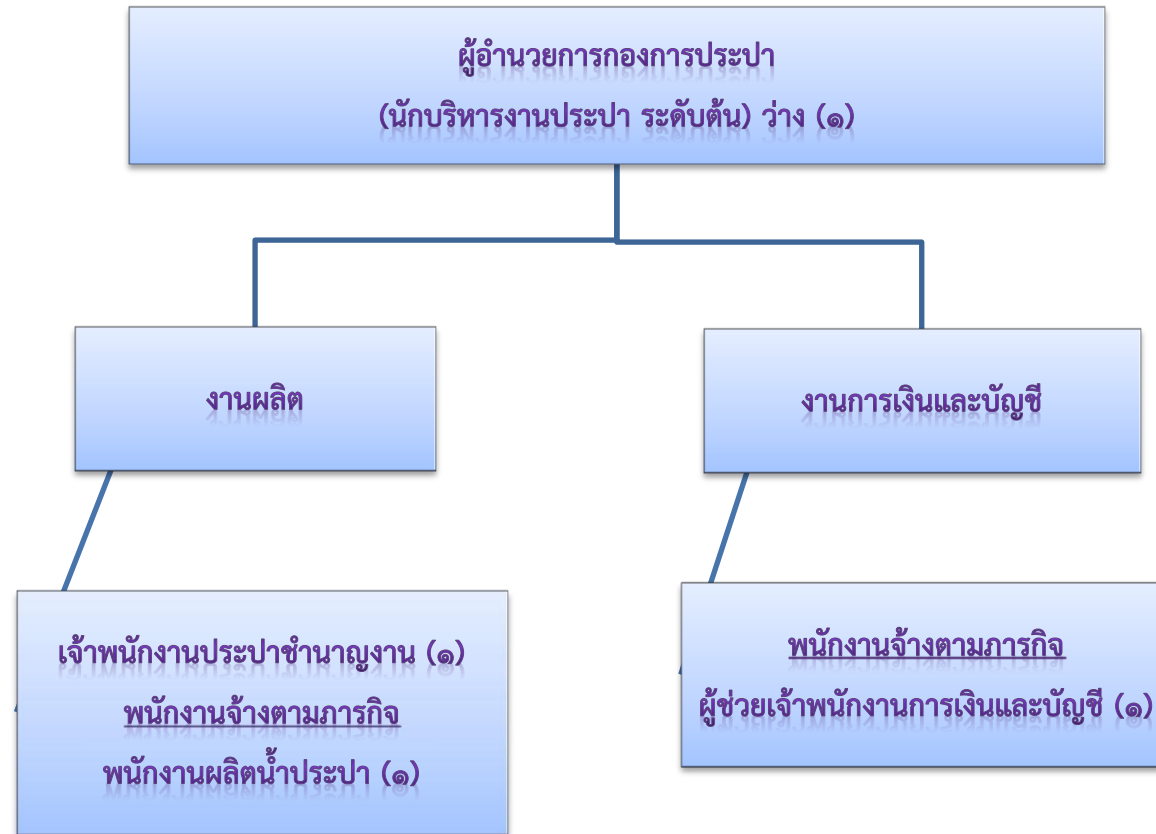 ผู้อำนวยการกองการประปา
(นักบริหารงานประปา ระดับต้น) ว่าง (๑)
งานผลิต
งานการเงินและบัญชี
เจ้าพนักงานประปาชำนาญงาน (๑)
พนักงานจ้างตามภารกิจ
พนักงานผลิตน้ำประปา (๑)
พนักงานจ้างตามภารกิจ
ผู้ช่วยเจ้าพนักงานการเงินและบัญชี (๑)